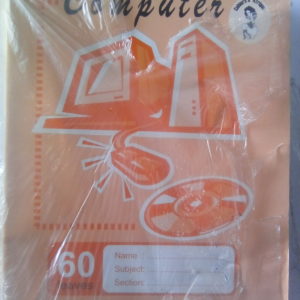 Computer
60
leaves
Name :
Subject:
Section: